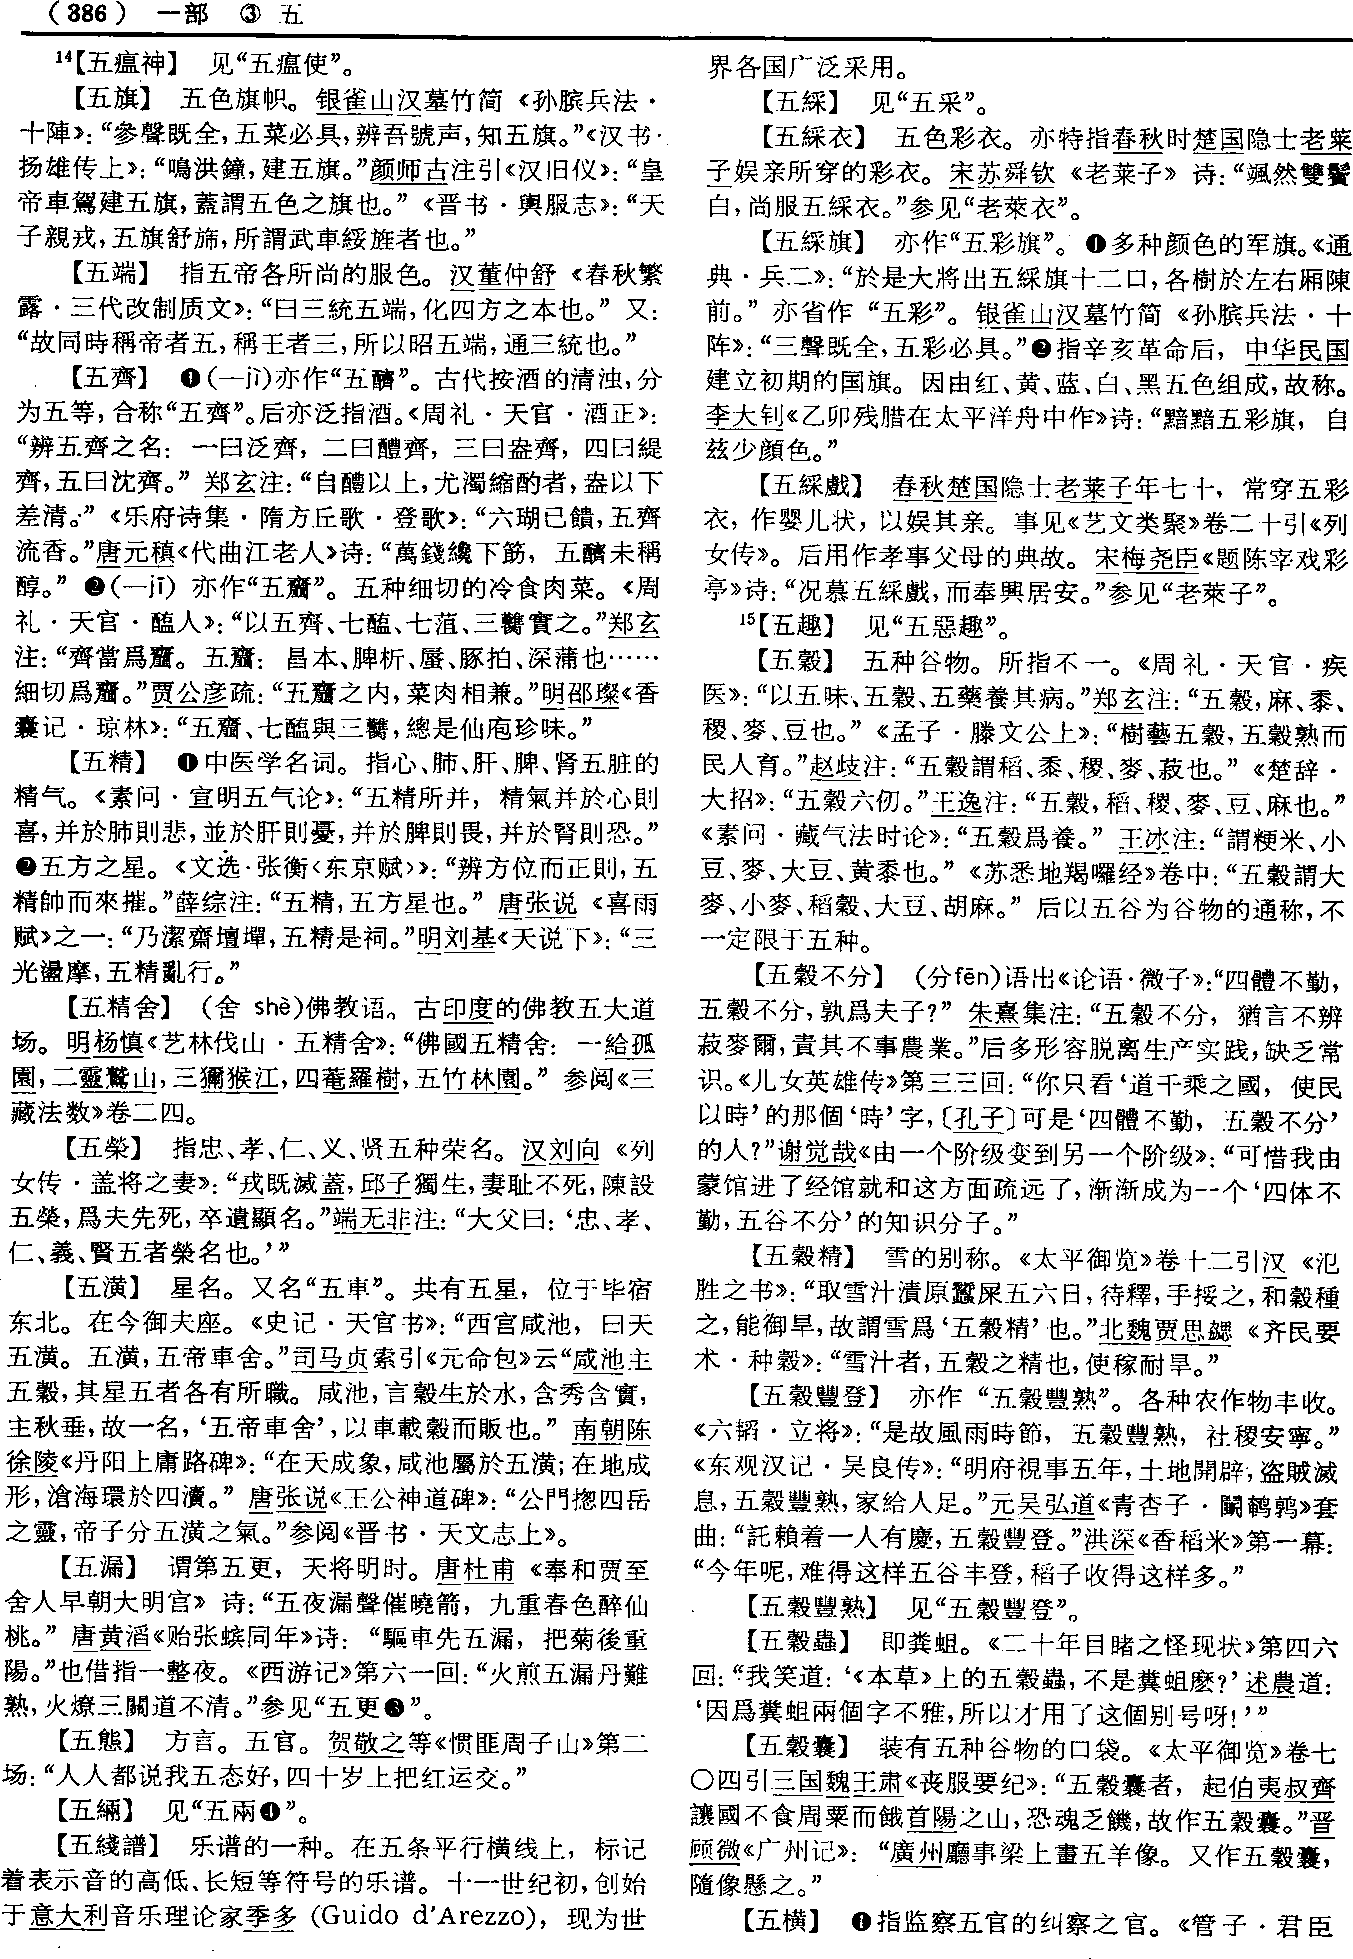 （386） 一部 ③ 五
14【五瘟神】 见“五瘟使”。
【五旗】 五色旗帜。银雀山汉墓竹简《孙膑兵法·
十陣》：“參聲既全，五菜必具，辨吾號声，知五旗。”《汉书·
扬雄传上》：“鳴洪鐘，建五旗。”颜师古注引《汉旧仪》：“皇
帝車駕建五旗，蓋謂五色之旗也。”《晋书·舆服志》：“天
子親戎，五旗舒旆，所謂武車綏旌者也。”
【五端】 指五帝各所尚的服色。汉董仲舒《春秋繁
露·三代改制质文》：“曰三統五端，化四方之本也。”又：
“故同時稱帝者五，稱王者三，所以昭五端，通三統也。”
【五齊】 ❶(—jì)亦作“五醑”。古代按酒的清浊，分
为五等，合称“五齊”。后亦泛指酒。《周礼·天官·酒正》：
“辨五齊之名：一曰泛齊，二曰醴齊，三曰盎齊，四曰緹
齊，五曰沈齊。”郑玄注：“自醴以上，尤濁縮酌者，盎以下
差清。”《乐府诗集·隋方丘歌·登歌》：“六瑚已饋，五齊
流香。”唐元稹《代曲江老人》诗：“萬錢纔下筯，五醑未稱
醇。”❷(—jī) 亦作“五齏”。五种细切的冷食肉菜。《周
礼·天官·醢人》：“以五齊、七醢、七菹、三臡實之。”郑玄
注：“齊當爲齏。五齏：昌本、脾析、蜃、豚拍、深蒲也……
細切爲齏。”贾公彦疏：“五齏之内，菜肉相兼。”明邵璨《香
囊记·琼林》：“五齏、七醢與三臡，總是仙庖珍味。”
【五精】 ❶中医学名词。指心、肺、肝、脾、肾五脏的
精气。《素问·宣明五气论》：“五精所并，精氣并於心則
喜，并於肺則悲，並於肝則憂，并於脾則畏，并於腎則恐。”
❷五方之星。《文选·张衡〈东京赋〉》：“辨方位而正則，五
精帥而來摧。”薛综注：“五精，五方星也。”唐张说《喜雨
赋》之一：“乃潔齋壇墠，五精是祠。”明刘基《天说下》：“三
光盪摩，五精亂行。”
【五精舍】 (舍 shè)佛教语。古印度的佛教五大道
场。明杨慎《艺林伐山·五精舍》：“佛國五精舍：一給孤
園，二靈鷲山，三獼猴江，四菴羅樹，五竹林園。”参阅《三
藏法数》卷二四。
【五榮】 指忠、孝、仁、义、贤五种荣名。汉刘向《列
女传·盖将之妻》：“戎既滅蓋，邱子獨生，妻耻不死，陳設
五榮，爲夫先死，卒遺顯名。”端无非注：“大父曰：‘忠、孝、
仁、義、賢五者榮名也。’”
【五潢】 星名。又名“五車”。共有五星，位于毕宿
东北。在今御夫座。《史记·天官书》：“西宫咸池，曰天
五潢。五潢，五帝車舍。”司马贞索引《元命包》云“咸池主
五穀，其星五者各有所職。咸池，言穀生於水，含秀含實，
主秋垂，故一名，‘五帝車舍’，以車載穀而販也。”南朝陈
徐陵《丹阳上庸路碑》：“在天成象，咸池屬於五潢；在地成
形，滄海環於四瀆。”唐张说《王公神道碑》：“公門揔四岳
之靈，帝子分五潢之氣。”参阅《晋书·天文志上》。
【五漏】 谓第五更，天将明时。唐杜甫《奉和贾至
舍人早朝大明宫》诗：“五夜漏聲催曉箭，九重春色醉仙
桃。”唐黄滔《贻张蠙同年》诗：“驅車先五漏，把菊後重
陽。”也借指一整夜。《西游记》第六一回：“火煎五漏丹難
熟，火燎三關道不清。”参见“五更❸”。
【五態】 方言。五官。贺敬之等《惯匪周子山》第二
场：“人人都说我五态好，四十岁上把红运交。”
【五緉】 见“五兩❶”。
【五綫譜】 乐谱的一种。在五条平行横线上，标记
着表示音的高低、长短等符号的乐谱。十一世纪初，创始
于意大利音乐理论家季多 (Guido d’Arezzo)，现为世
界各国广泛采用。
【五綵】 见“五采”。
【五綵衣】 五色彩衣。亦特指春秋时楚国隐士老莱
子娱亲所穿的彩衣。宋苏舜钦《老莱子》诗：“颯然雙鬢
白，尚服五綵衣。”参见“老萊衣”。
【五綵旗】 亦作“五彩旗”。❶多种颜色的军旗。《通
典·兵二》：“於是大將出五綵旗十二口，各樹於左右厢陳
前。”亦省作“五彩”。银雀山汉墓竹简《孙膑兵法·十
阵》：“三聲既全，五彩必具。”❷指辛亥革命后，中华民国
建立初期的国旗。因由红、黄、蓝、白、黑五色组成，故称。
李大钊《乙卯残腊在太平洋舟中作》诗：“黯黯五彩旗，自
兹少顔色。”
【五綵戲】 春秋楚国隐士老莱子年七十，常穿五彩
衣，作婴儿状，以娱其亲。事见《艺文类聚》卷二十引《列
女传》。后用作孝事父母的典故。宋梅尧臣《题陈宰戏彩
亭》诗：“况慕五綵戲，而奉興居安。”参见“老萊子”。
15【五趣】 见“五惡趣”。
【五穀】 五种谷物。所指不一。《周礼·天官·疾
医》：“以五味、五穀、五藥養其病。”郑玄注：“五穀，麻、黍、
稷、麥、豆也。”《孟子·滕文公上》：“樹藝五穀，五穀熟而
民人育。”赵歧注：“五穀謂稻、黍、稷、麥、菽也。”《楚辞·
大招》：“五穀六仞。”王逸注：“五穀，稻、稷、麥、豆、麻也。”
《素问·藏气法时论》：“五穀爲養。”王冰注：“謂粳米、小
豆、麥、大豆、黄黍也。”《苏悉地羯囉经》卷中：“五穀謂大
麥、小麥、稻穀、大豆、胡麻。”后以五谷为谷物的通称，不
一定限于五种。
【五穀不分】 (分fēn)语出《论语·微子》：“四體不勤，
五穀不分，孰爲夫子？”朱熹集注：“五穀不分，猶言不辨
菽麥爾，責其不事農業。”后多形容脱离生产实践，缺乏常
识。《儿女英雄传》第三三回：“你只看‘道千乘之國，使民
以時’的那個‘時’字，〔孔子〕可是‘四體不勤，五穀不分’
的人？”谢觉哉《由一个阶级变到另一个阶级》：“可惜我由
蒙馆进了经馆就和这方面疏远了，渐渐成为一个‘四体不
勤，五谷不分’的知识分子。”
【五穀精】 雪的别称。《太平御览》卷十二引汉《氾
胜之书》：“取雪汁漬原蠶屎五六日，待釋，手挼之，和穀種
之，能御旱，故謂雪爲‘五穀精’也。”北魏贾思勰《齐民要
术·种穀》：“雪汁者，五穀之精也，使稼耐旱。”
【五穀豐登】 亦作“五穀豐熟”。各种农作物丰收。
《六韬·立将》：“是故風雨時節，五穀豐熟，社稷安寧。”
《东观汉记·吴良传》：“明府視事五年，土地開辟，盗賊滅
息，五穀豐熟，家給人足。”元吴弘道《青杏子·鬭鹌鹑》套
曲：“託賴着一人有慶，五穀豐登。”洪深《香稻米》第一幕：
“今年呢，难得这样五谷丰登，稻子收得这样多。”
【五穀豐熟】 见“五穀豐登”。
【五穀蟲】 即粪蛆。《二十年目睹之怪现状》第四六
回：“我笑道：‘《本草》上的五穀蟲，不是糞蛆麽？’述農道：
‘因爲糞蛆兩個字不雅，所以才用了这個别号呀！’”
【五穀囊】 装有五种谷物的口袋。《太平御览》卷七
〇四引三国魏王肃《丧服要纪》：“五穀囊者，起伯夷叔齊
讓國不食周粟而餓首陽之山，恐魂乏饑，故作五穀囊。”晋
顾微《广州记》：“廣州廳事梁上畫五羊像。又作五穀囊，
隨像懸之。”
【五横】 ❶指监察五官的纠察之官。《管子·君臣